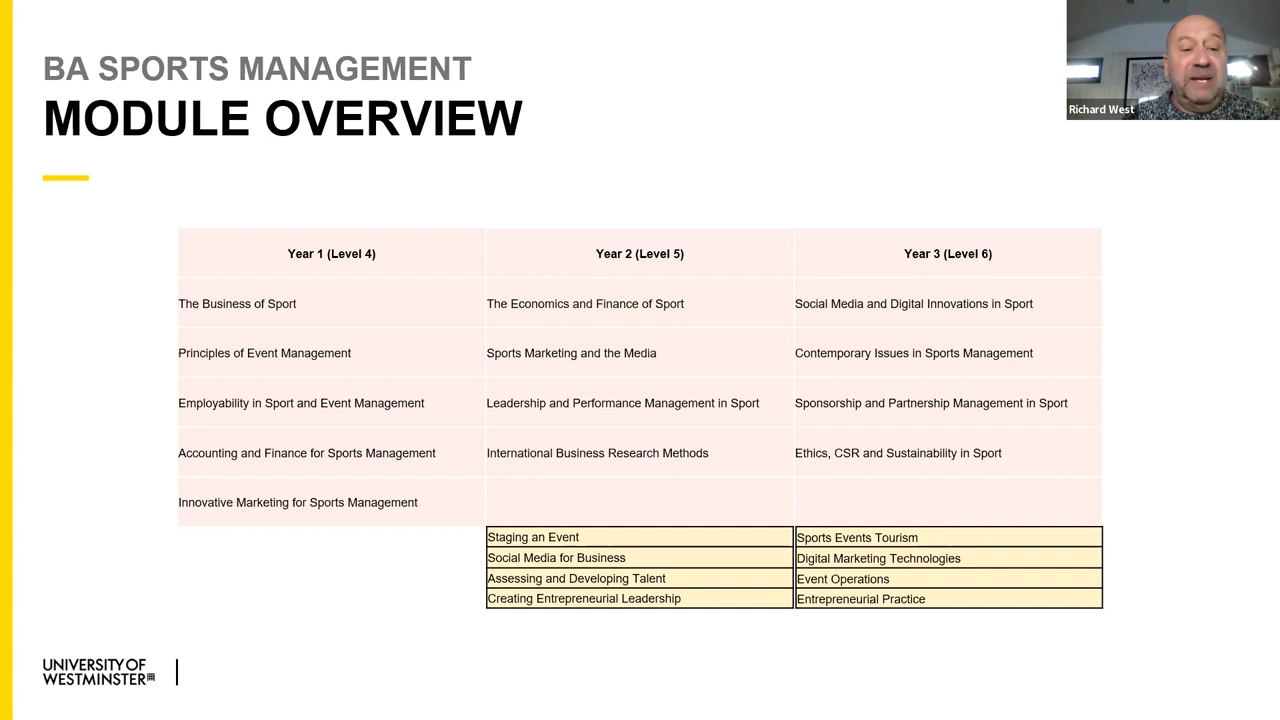 BA SPORTS MANAGEMENT
MODULE OVERVIEW
Richard West
Year 1 (Level 4)
Year 2 (Level 5)
Year 3 (Level 6)
The Business of Sport
The Economics and Finance of Sport
Social Media and Digital Innovations in Sport
Principles of Event Management
Sports Marketing and the Media
Contemporary Issues in Sports Management
Employability in Sport and Event Management
Leadership and Performance Management in Sport
Sponsorship and Partnership Management in Sport
Accounting and Finance for Sports Management
International Business Research Methods
Ethics, CSR and Sustainability in Sport
Innovative Marketing for Sports Management
Staging an Event
Sports Events Tourism
Social Media for Business
Digital Marketing Technologies
Assessing and Developing Talent
Event Operations
Creating Entrepreneurial Leadership
Entrepreneurial Practice
UNIVERSITY OF
WESTMINSTER